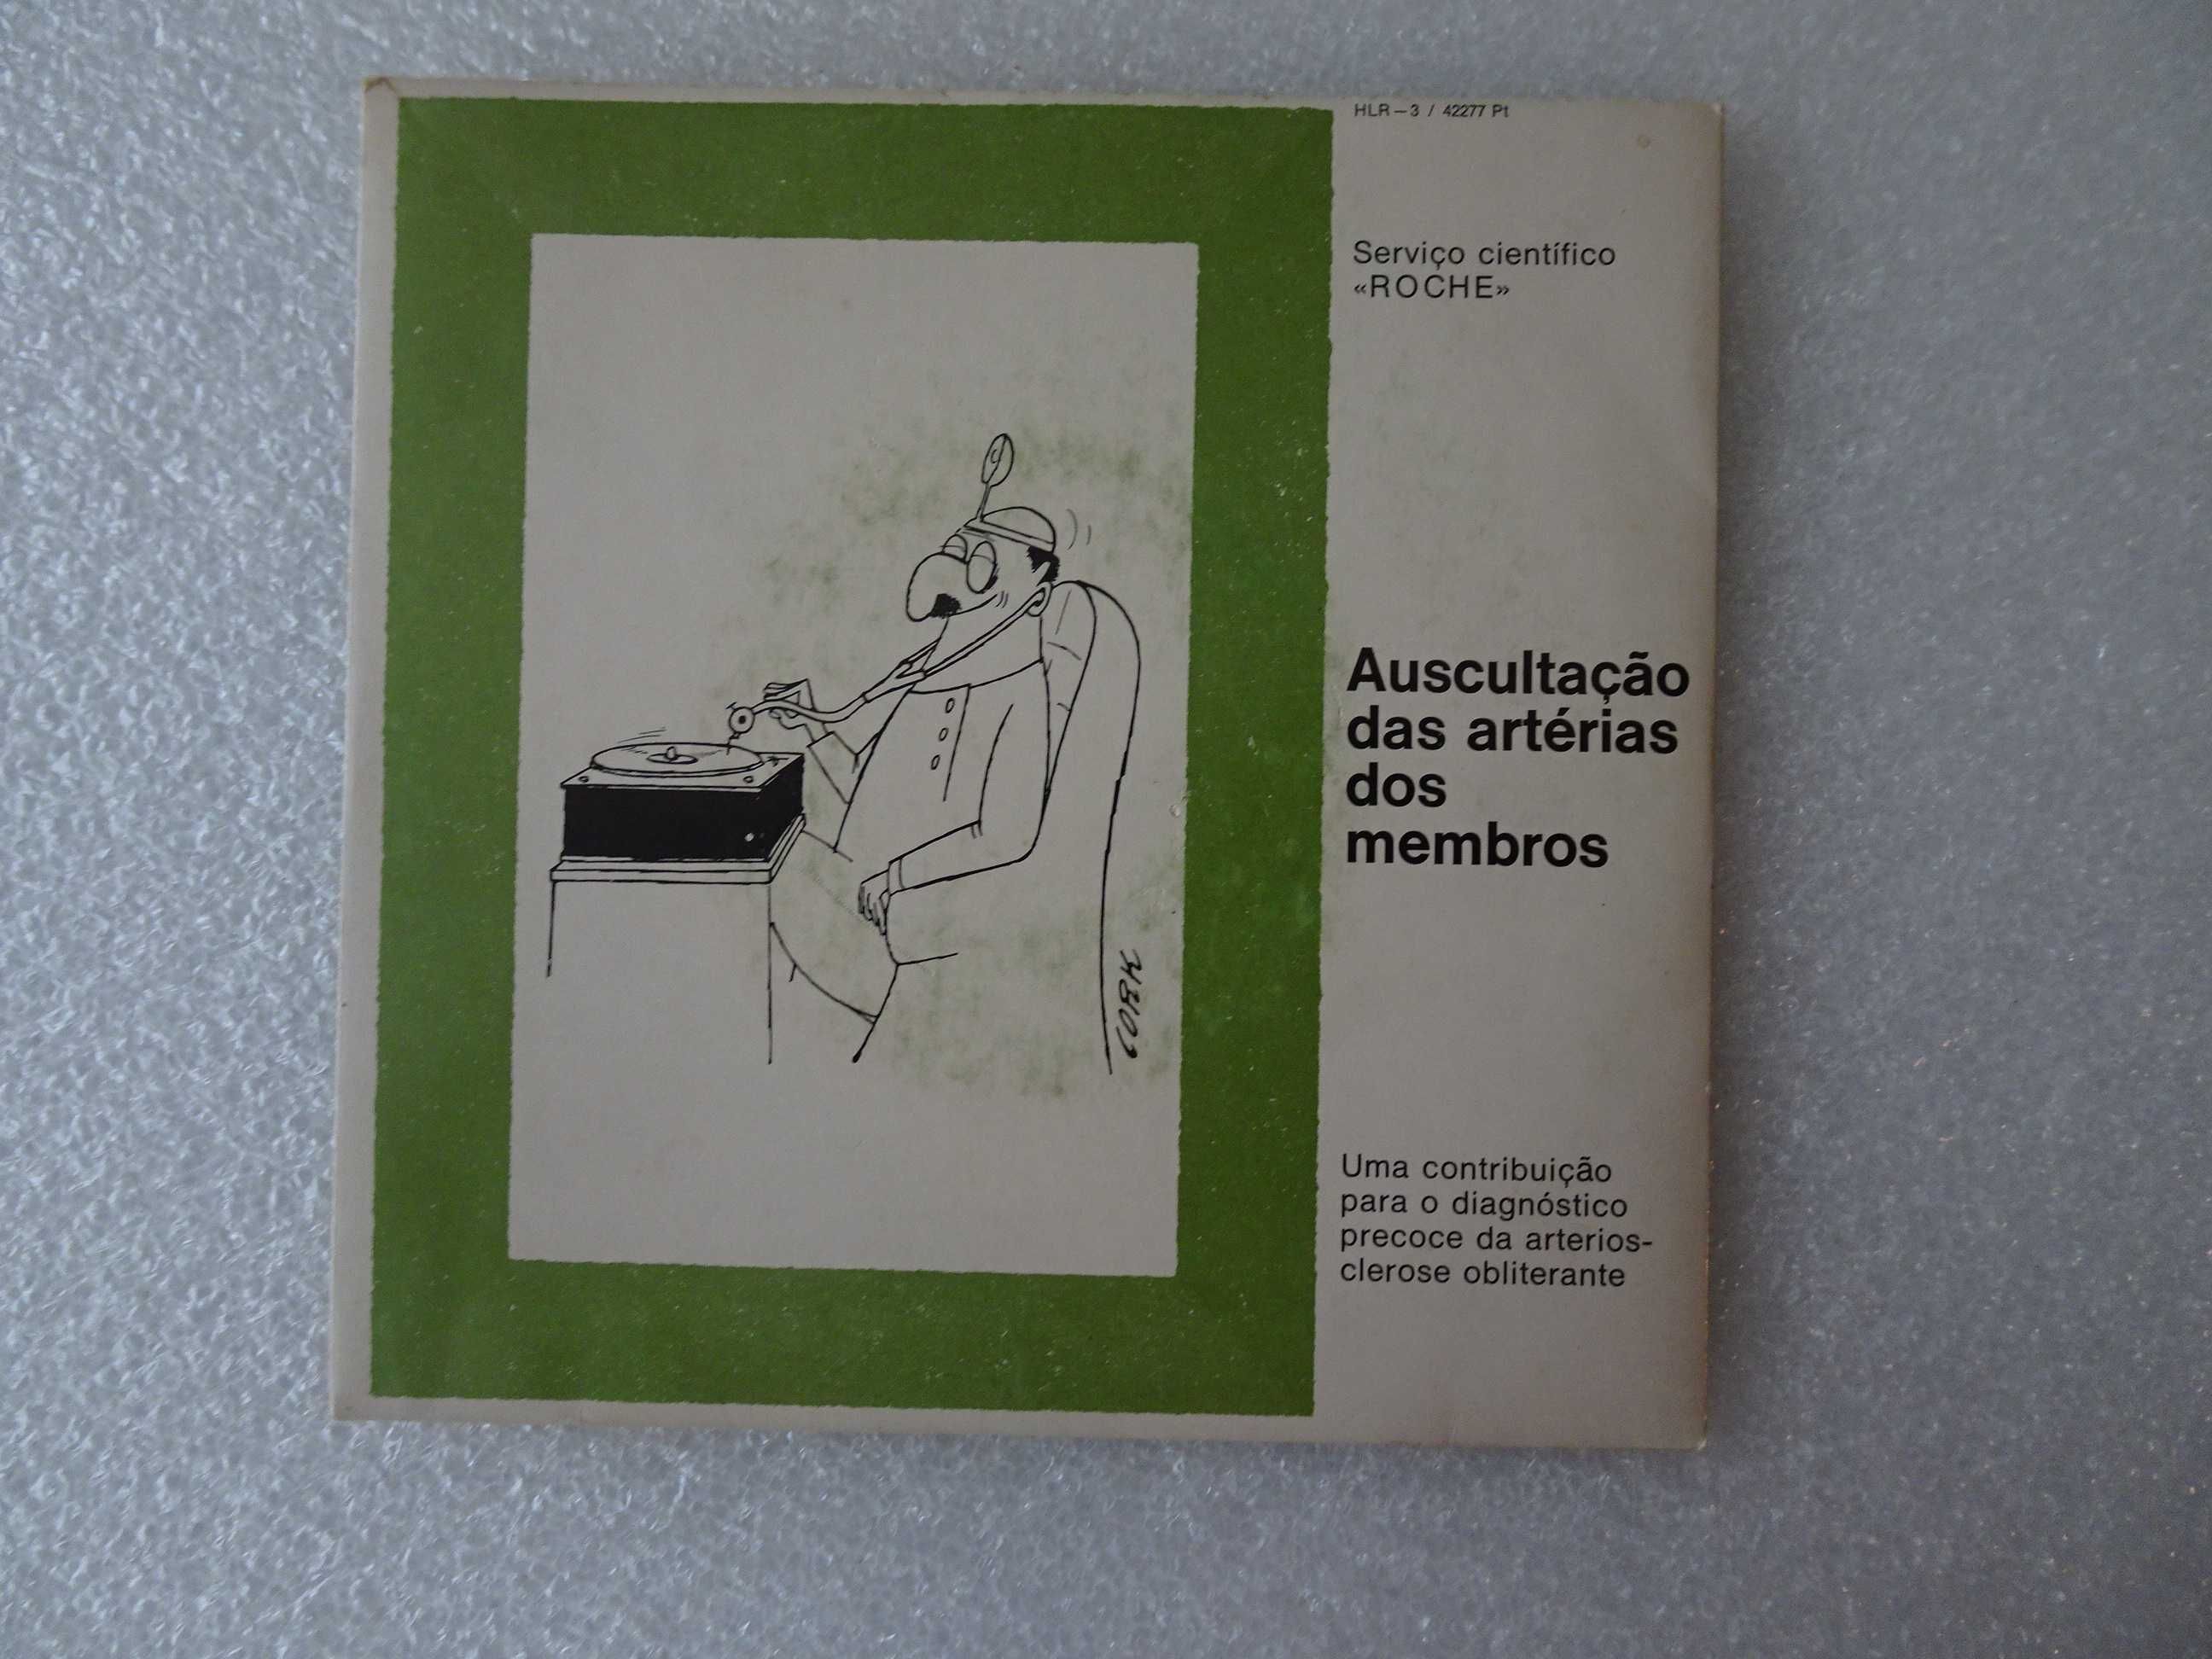 HLR – 3 / 42277 Pt
Serviço científico
«ROCHE»
Auscultação
das artérias
dos
membros
Uma contribuição
para o diagnóstico
precoce da arterios-
clerose obliterante
CORK